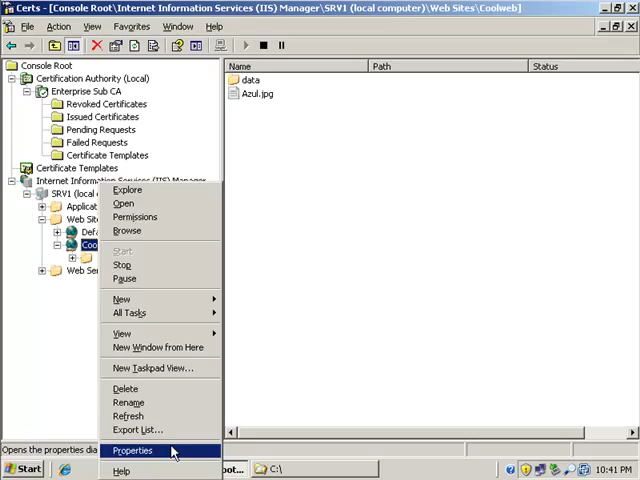 Certs - [Console Root\Internet Information Services (IIS) Manager\SRV1 (local computer)\Web Sites\Coolweb]
File Action View Favorites Window Help
Console Root
Certification Authority (Local)
Enterprise Sub CA
Revoked Certificates
Issued Certificates
Pending Requests
Failed Requests
Certificate Templates
Certificate Templates
Internet Information Services (IIS) Manager
SRV1 (local c
Applicat
Web Site
Defa
Coo
Web Ser
Name Path Status
data
Azul.jpg
Explore
Open
Permissions
Browse
Start
Stop
Pause
New
All Tasks
View
New Window from Here
New Taskpad View...
Delete
Rename
Refresh
Export List...
Properties
Help
Opens the properties dia
Start
oot... C:\ 10:41 PM